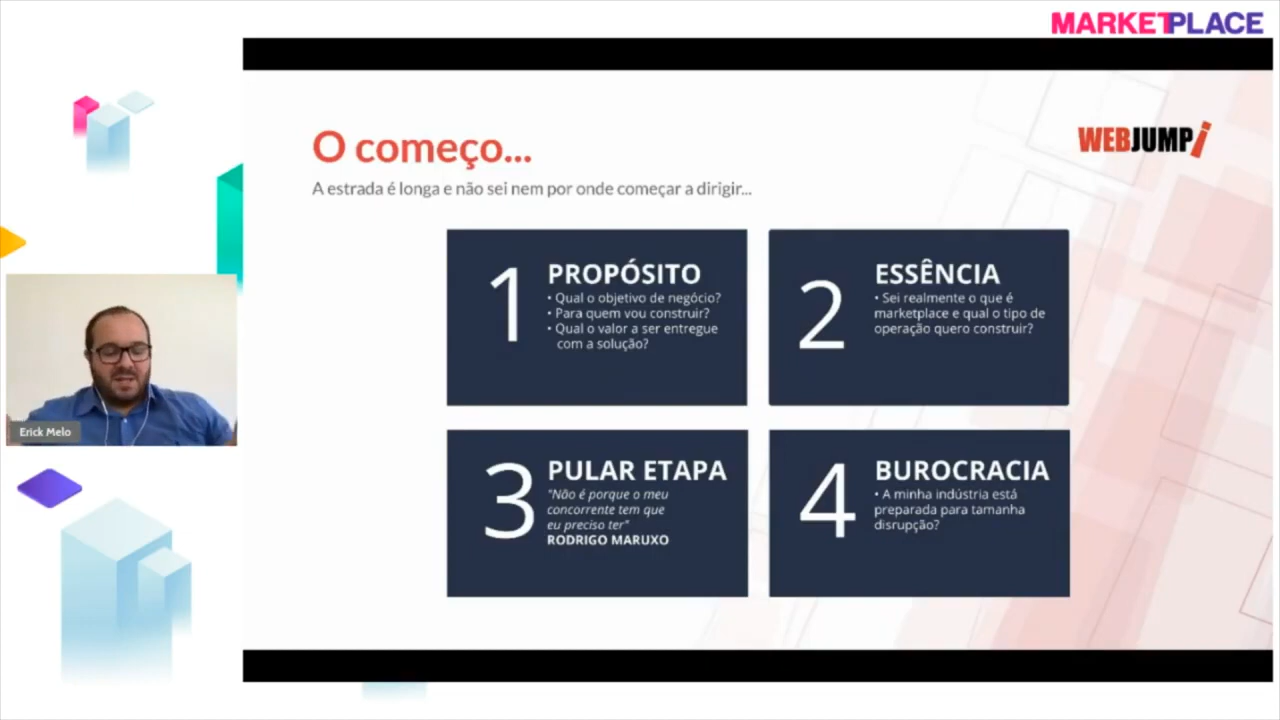 MARKETPLACE
WEBJUMP!
O começo...
A estrada é longa e não sei nem por onde começar a dirigir...
1
PROPÓSITO
• Qual o objetivo de negócio?
• Para quem vou construir?
• Qual o valor a ser entregue
com a solução?
2
ESSÊNCIA
• Sei realmente o que é
marketplace e qual o tipo de
operação quero construir?
3
PULAR ETAPA
"Não é porque o meu
concorrente tem que
eu preciso ter"
RODRIGO MARUXO
4
BUROCRACIA
• A minha indústria está
preparada para tamanha
disrupção?
Erick Melo